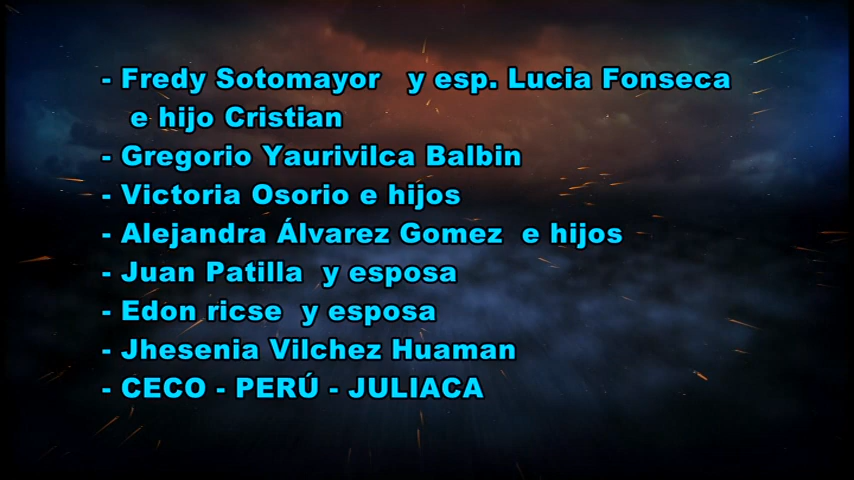 - Fredy Sotomayor y esp. Lucia Fonseca
e hijo Cristian
- Gregorio Yaurivilca Balbin
- Victoria Osorio e hijos
- Alejandra Álvarez Gomez e hijos
- Juan Patilla y esposa
- Edon ricse y esposa
- Jhesenia Vilchez Huaman
- CECO - PERÚ - JULIACA